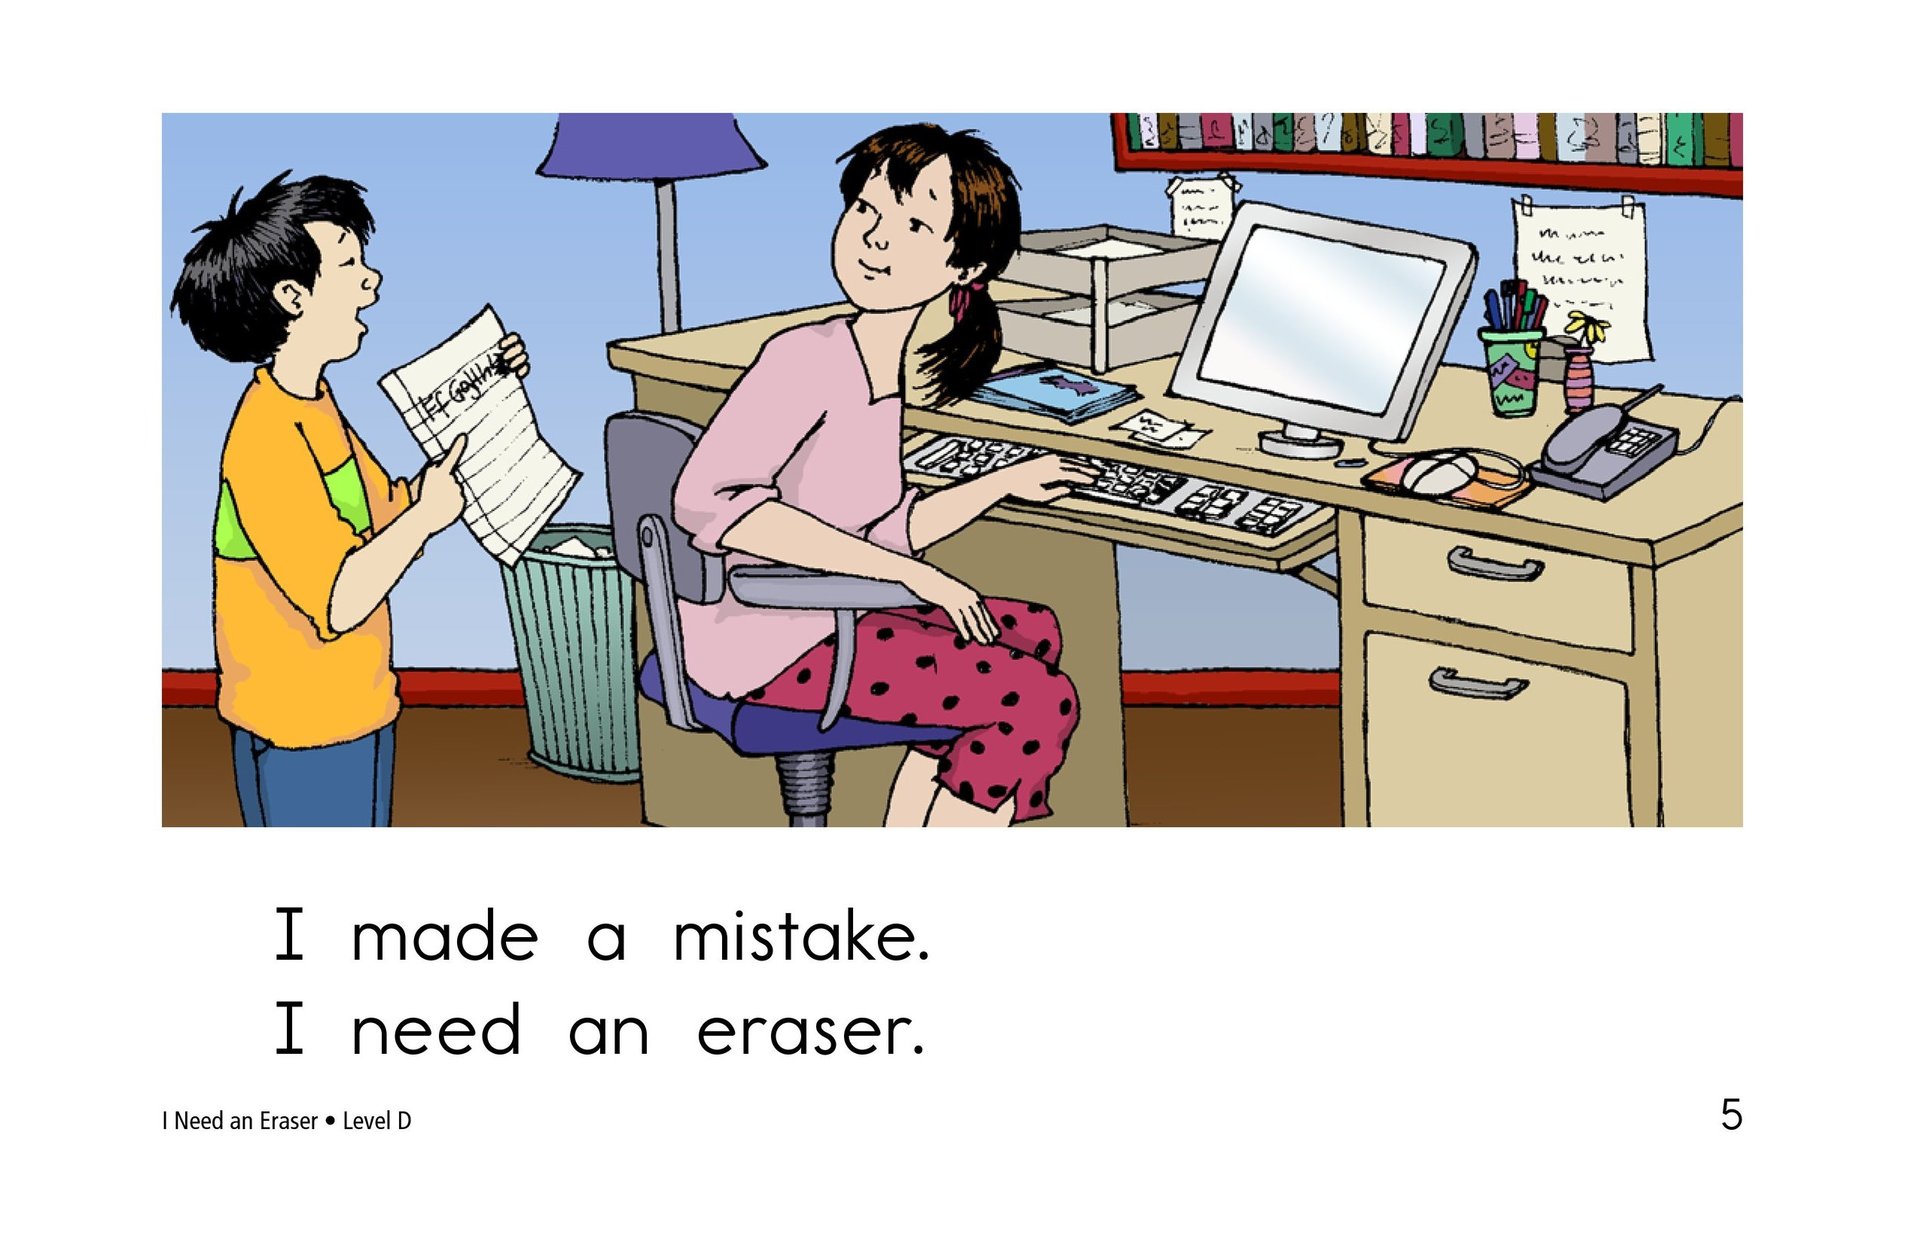 I made a mistake.
I need an eraser.
I Need an Eraser • Level D
5